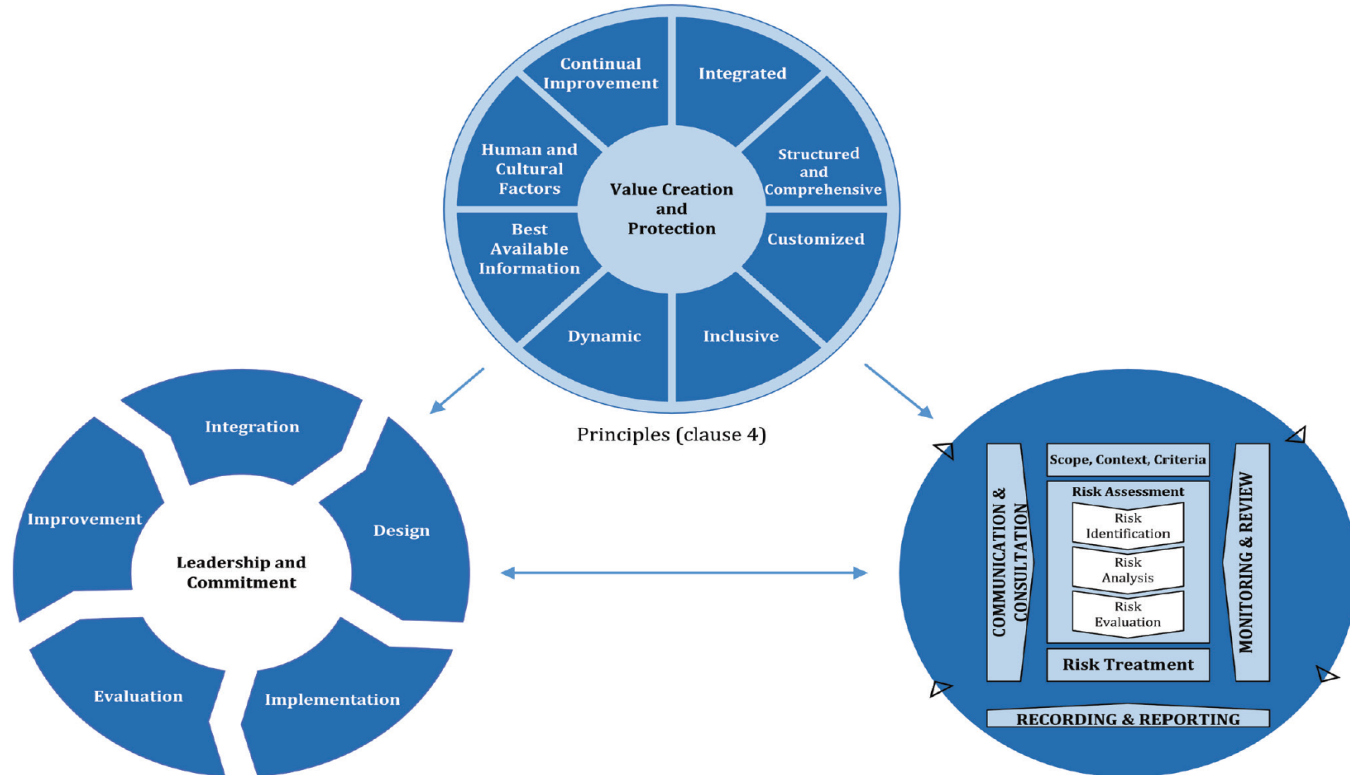 Continual
Improvement
Integrated
Human and
Cultural
Factors
Structured
and
Comprehensive
Value Creation
and
Protection
Best
Available
Information
Customized
Dynamic
Inclusive
Principles (clause 4)
Integration
Improvement
Design
Leadership and
Commitment
Evaluation
Implementation
Scope, Context, Criteria
Risk Assessment
Risk
Identification
Risk
Analysis
Risk
Evaluation
Risk Treatment
COMMUNICATION &
CONSULTATION
MONITORING & REVIEW
RECORDING & REPORTING